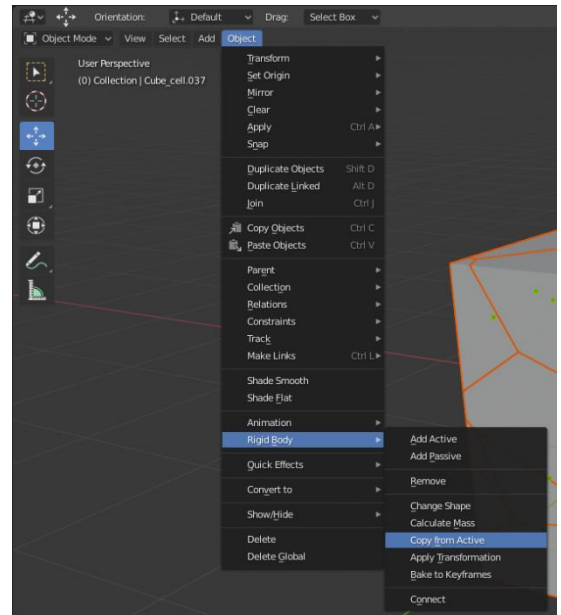 Orientation: Default Drag: Select Box
Object Mode View Select Add Object
User Perspective
(0) Collection | Cube_cell.037
Transform
Set Origin
Mirror
Clear
Apply Ctrl A
Snap
Duplicate Objects Shift D
Duplicate Linked Alt D
Join Ctrl J
Copy Objects Ctrl C
Paste Objects Ctrl V
Parent
Collection
Relations
Constraints
Track
Make Links Ctrl L
Shade Smooth
Shade Flat
Animation
Rigid Body
Quick Effects
Convert to
Show/Hide
Delete
Delete Global
Add Active
Add Passive
Remove
Change Shape
Calculate Mass
Copy from Active
Apply Transformation
Bake to Keyframes
Connect